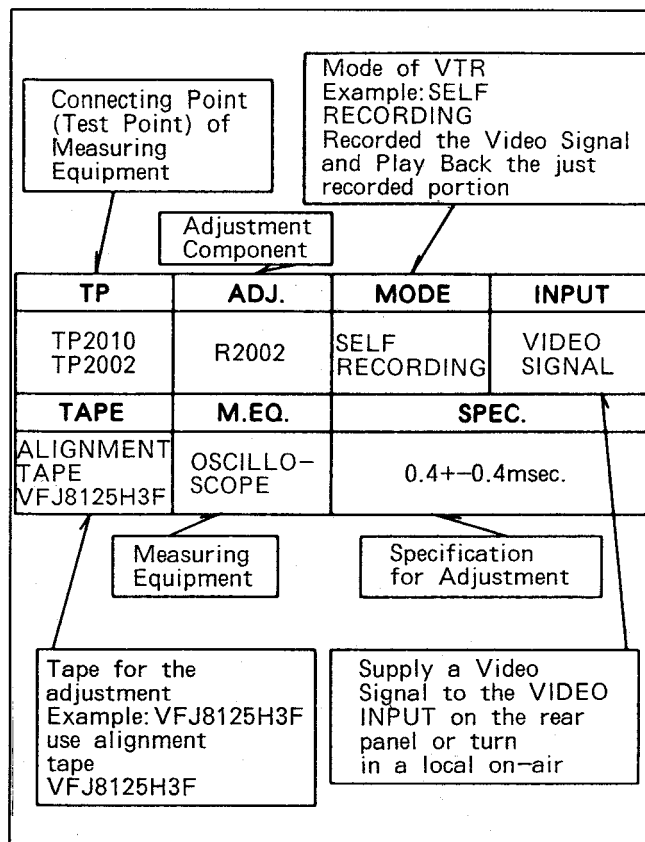 Connecting Point
(Test Point) of
Measuring
Equipment
Mode of VTR
Example: SELF
RECORDING
Recorded the Video Signal
and Play Back the just
recorded portion
Adjustment
Component
TP ADJ. MODE INPUT
TP2010
TP2002
R2002
SELF
RECORDING
VIDEO
SIGNAL
TAPE M.EQ. SPEC.
ALIGNMENT
TAPE
VFJ8125H3F
OSCILLO-
SCOPE
0.4+-0.4msec.
Measuring
Equipment
Specification
for Adjustment
Tape for the
adjustment
Example: VFJ8125H3F
use alignment
tape
VFJ8125H3F
Supply a Video
Signal to the VIDEO
INPUT on the rear
panel or turn
in a local on-air